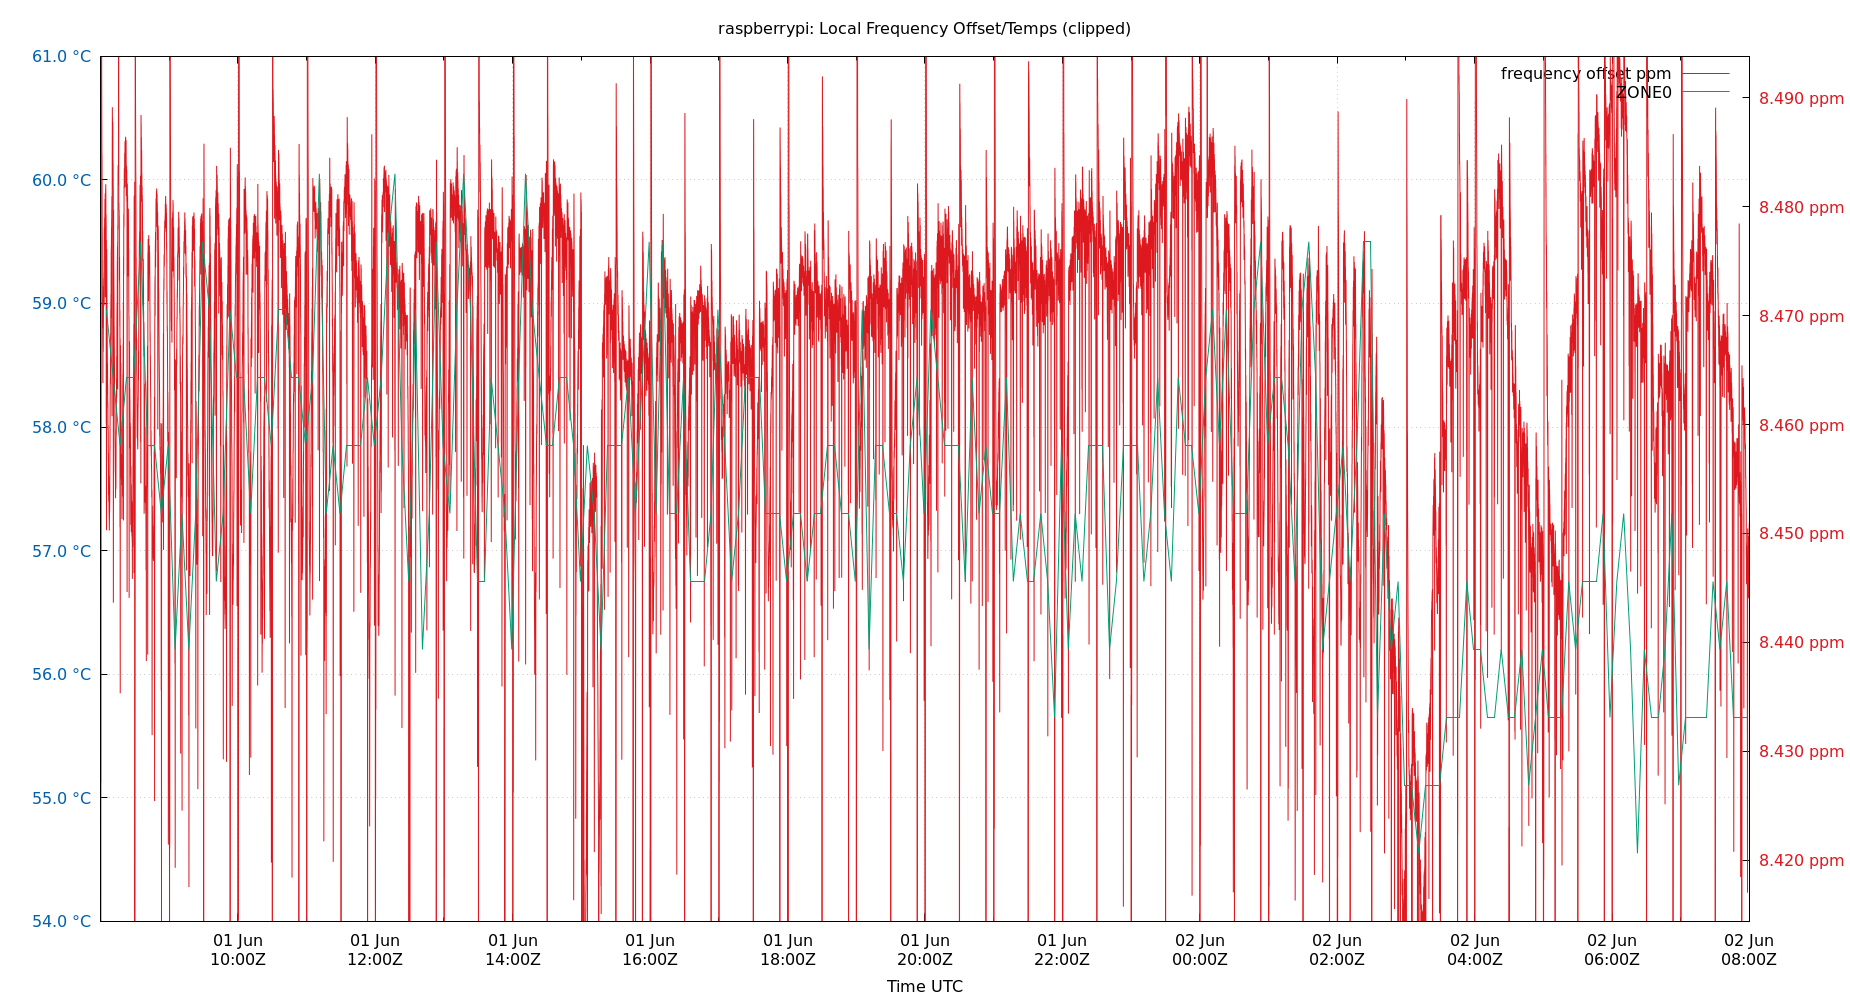 raspberrypi: Local Frequency Offset/Temps (clipped)
61.0 °C
60.0 °C
59.0 °C
58.0 °C
57.0 °C
56.0 °C
55.0 °C
54.0 °C
frequency offset ppm
ZONE0
8.490 ppm
8.480 ppm
8.470 ppm
8.460 ppm
8.450 ppm
8.440 ppm
8.430 ppm
8.420 ppm
01 Jun 01 Jun 01 Jun 01 Jun 01 Jun 01 Jun 01 Jun 02 Jun 02 Jun 02 Jun 02 Jun 02 Jun
10:00Z 12:00Z 14:00Z 16:00Z 18:00Z 20:00Z 22:00Z 00:00Z 02:00Z 04:00Z 06:00Z 08:00Z
Time UTC